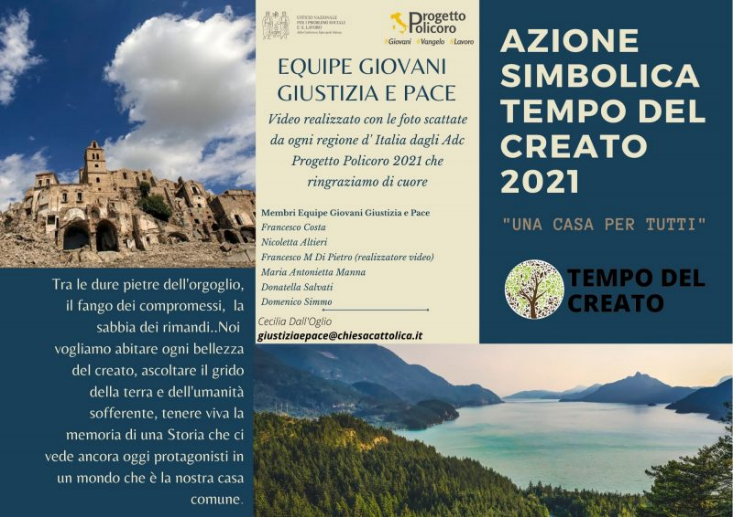 Tra le dure pietre dell'orgoglio,
il fango dei compromessi, la
sabbia dei rimandi..Noi
vogliamo abitare ogni bellezza
del creato, ascoltare il grido
della terra e dell'umanità
sofferente, tenere viva la
memoria di una Storia che ci
vede ancora oggi protagonisti in
un mondo che è la nostra casa
comune.
UFFICIO NAZIONALE
PER I PROBLEMI SOCIALI
E IL LAVORO
Progetto
Policoro
#Giovani #Vangelo #Lavoro
EQUIPE GIOVANI
GIUSTIZIA E PACE
Video realizzato con le foto scattate
da ogni regione d' Italia dagli Adc
Progetto Policoro 2021 che
ringraziamo di cuore
Membri Equipe Giovani Giustizia e Pace
Francesco Costa
Nicoletta Altieri
Francesco M Di Pietro (realizzatore video)
Maria Antonietta Manna
Donatella Salvati
Domenico Simmo
Cecilia Dall'Oglio
giustiziaepace@chiesacattolica.it
AZIONE
SIMBOLICA
TEMPO DEL
CREATO
2021
"UNA CASA PER TUTTI"
TEMPO DEL
CREATO